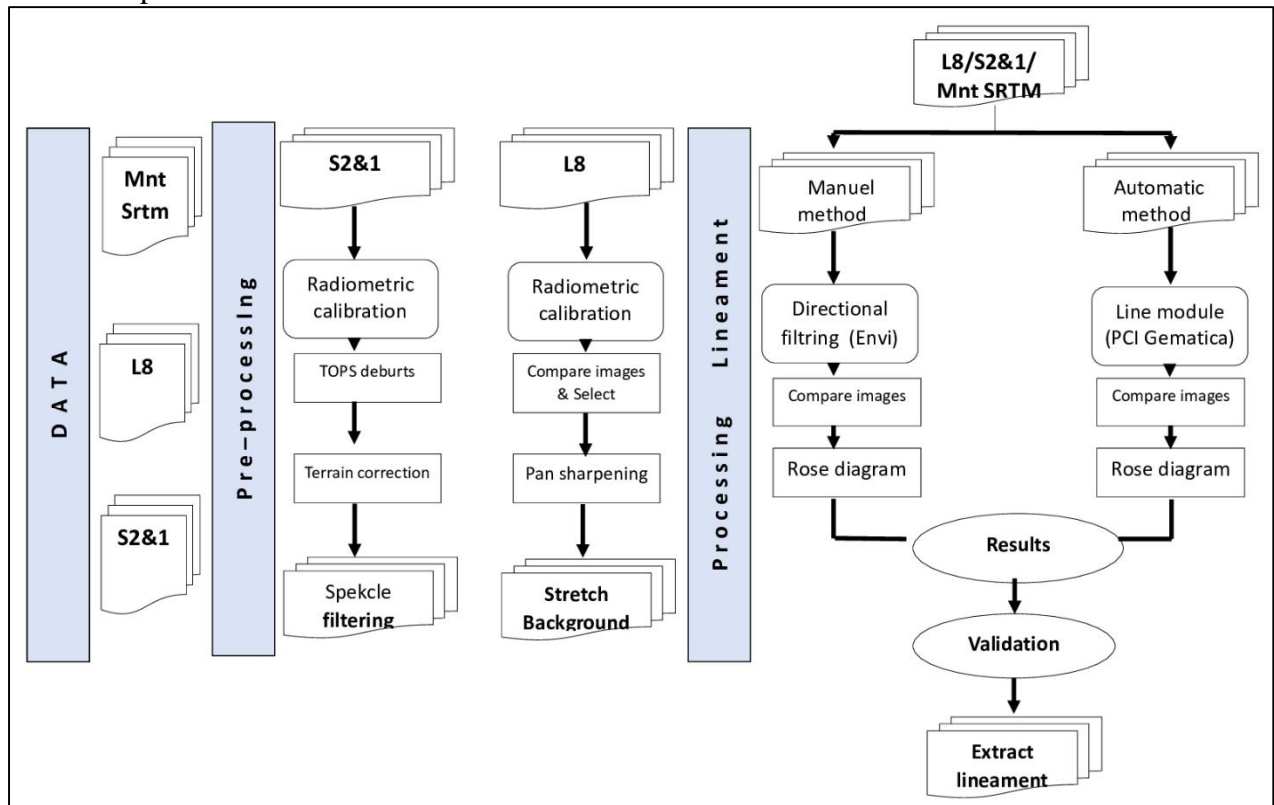 DATA
Mnt
Srtm
L8
S2&1
Pre-processing
S2&1
Radiometric
calibration
TOPS deburts
Terrain correction
Spekcle
filtering
L8
Radiometric
calibration
Compare images
& Select
Pan sharpening
Stretch
Background
Processing Lineament
L8/S2&1/
Mnt SRTM
Manuel
method
Directional
filtring (Envi)
Compare images
Rose diagram
Automatic
method
Line module
(PCI Gematica)
Compare images
Rose diagram
Results
Validation
Extract
lineament